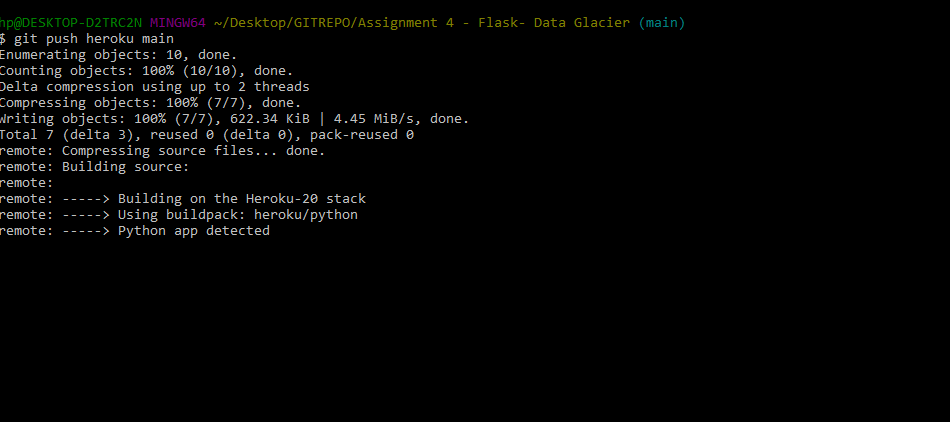 hp@DESKTOP-D2TRC2N MINGW64 ~/Desktop/GITREPO/Assignment 4 - Flask- Data Glacier (main)
$ git push heroku main
Enumerating objects: 10, done.
Counting objects: 100% (10/10), done.
Delta compression using up to 2 threads
Compressing objects: 100% (7/7), done.
Writing objects: 100% (7/7), 622.34 KiB | 4.45 MiB/s, done.
Total 7 (delta 3), reused 0 (delta 0), pack-reused 0
remote: Compressing source files... done.
remote: Building source:
remote:
remote: -----> Building on the Heroku-20 stack
remote: -----> Using buildpack: heroku/python
remote: -----> Python app detected